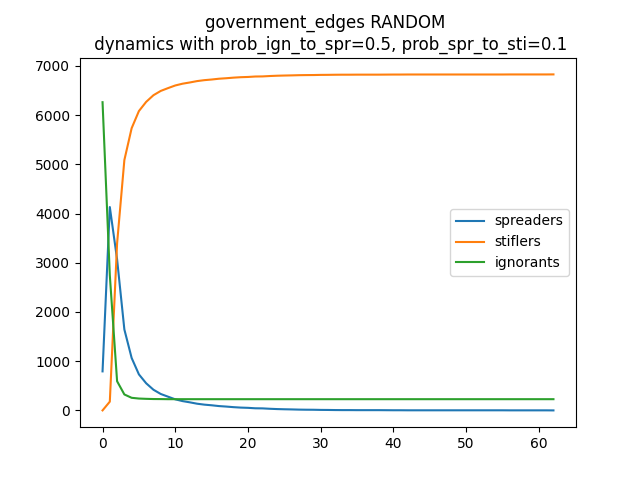 government_edges RANDOM
dynamics with prob_ign_to_spr=0.5, prob_spr_to_sti=0.1
7000
6000
5000
4000
3000
2000
1000
0
spreaders
stiflers
ignorants
0 10 20 30 40 50 60